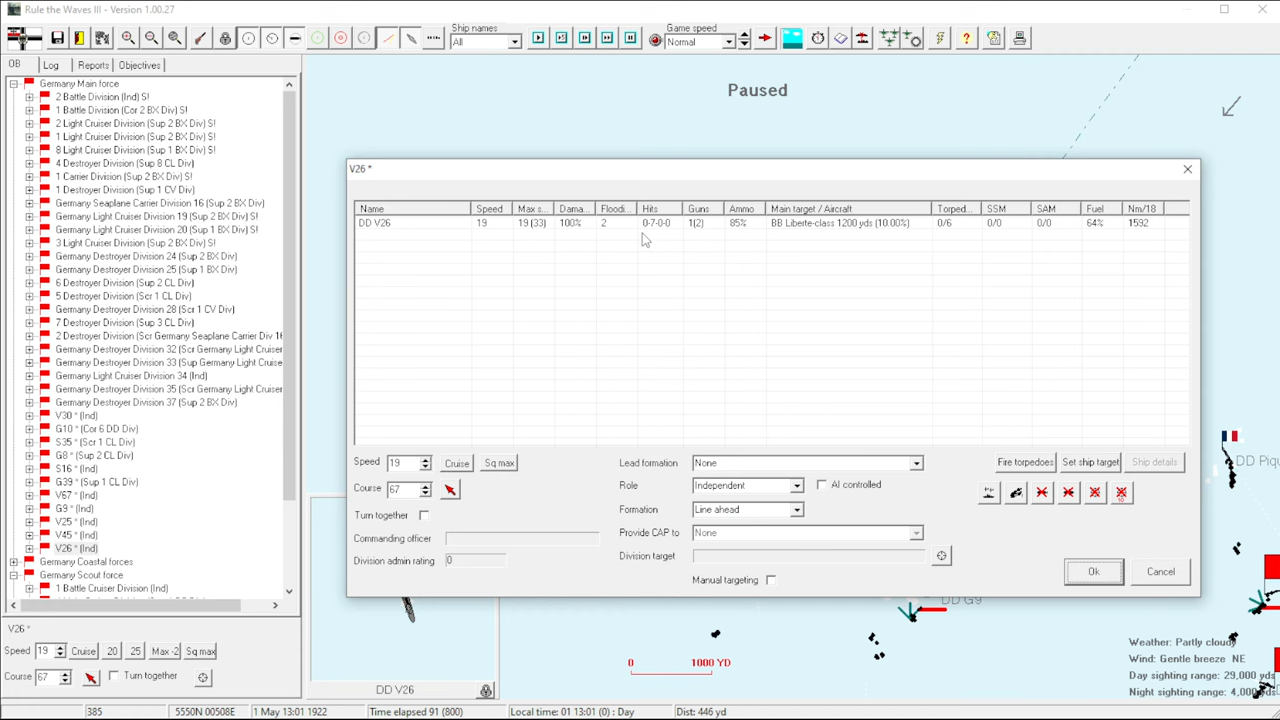 Rule the Waves III - Version 1.00.27
Ship names
All
Game speed
Normal
OB Log Reports Objectives
Germany Main force
2 Battle Division (Ind) S!
1 Battle Division (Cor 2 BX Div) S!
2 Light Cruiser Division (Sup 2 BX Div) S!
1 Light Cruiser Division (Sup 2 BX Div) S!
8 Light Cruiser Division (Sup 1 BX Div) S!
4 Destroyer Division (Sup 8 CL Div)
1 Carrier Division (Sup 2 BX Div) S!
1 Destroyer Division (Sup 1 CV Div)
Germany Seaplane Carrier Division 16 (Sup 2 BX Div)
Germany Light Cruiser Division 19 (Sup 2 BX Div)
Germany Light Cruiser Division 20 (Sup 1 BX Div)
3 Light Cruiser Division (Sup 2 BX Div)
Germany Destroyer Division 24 (Sup 2 BX Div)
Germany Destroyer Division 25 (Sup 1 BX Div)
6 Destroyer Division (Sup 2 CL Div)
5 Destroyer Division (Scr 1 CL Div)
Germany Destroyer Division 28 (Scr 1 CV Div)
7 Destroyer Division (Sup 3 CL Div)
2 Destroyer Division (Scr Germany Seaplane Carrier Div 16
Germany Destroyer Division 32 (Scr Germany Light Cruiser
Germany Destroyer Division 33 (Sup Germany Light Cruiser
Germany Light Cruiser Division 34 (Ind)
Germany Destroyer Division 35 (Scr Germany Light Cruiser
Germany Destroyer Division 37 (Sup 2 BX Div)
V30 * (Ind)
G10 * (Cor 6 DD Div)
S35 * (Scr 1 CL Div)
G8 * (Sup 2 BX Div)
S16 * (Ind)
G39 * (Sup 1 CL Div)
V67 * (Ind)
G9 * (Ind)
V25 * (Ind)
V45 * (Ind)
V26 * (Ind)
Germany Coastal forces
Germany Scout force
1 Battle Cruiser Division (Ind)
V26 *
Speed 19 Cruise 20 25 Max -2 Sq max
Course 67 Turn together
Paused
V26 *
Name Speed Max s... Dama... Floodi... Hits Guns Ammo Main target / Aircraft Torped... SSM SAM Fuel Nm/18
DD V26 19 19 (33) 100% 2 0-7-0-0 1(2) 85% BB Liberte-class 1200 yds (10.00%) 0/6 0/0 0/0 64% 1592
Speed 19 Cruise Sq max
Course 67
Turn together
Commanding officer
Division admin rating 0
Lead formation None
Role Independent AI controlled
Formation Line ahead
Provide CAP to None
Division target
Manual targeting
Fire torpedoes Set ship target Ship details
10
Ok Cancel
DD Piqu
DD G9
DD V26
0 1000 YD
Weather: Partly cloudy
Wind: Gentle breeze NE
Day sighting range: 29,000 yds
Night sighting range: 4,000 yds
385 5550N 00508E 1 May 13:01 1922 Time elapsed 91 (800) Local time: 01 13:01 (0) : Day Dist: 446 yd